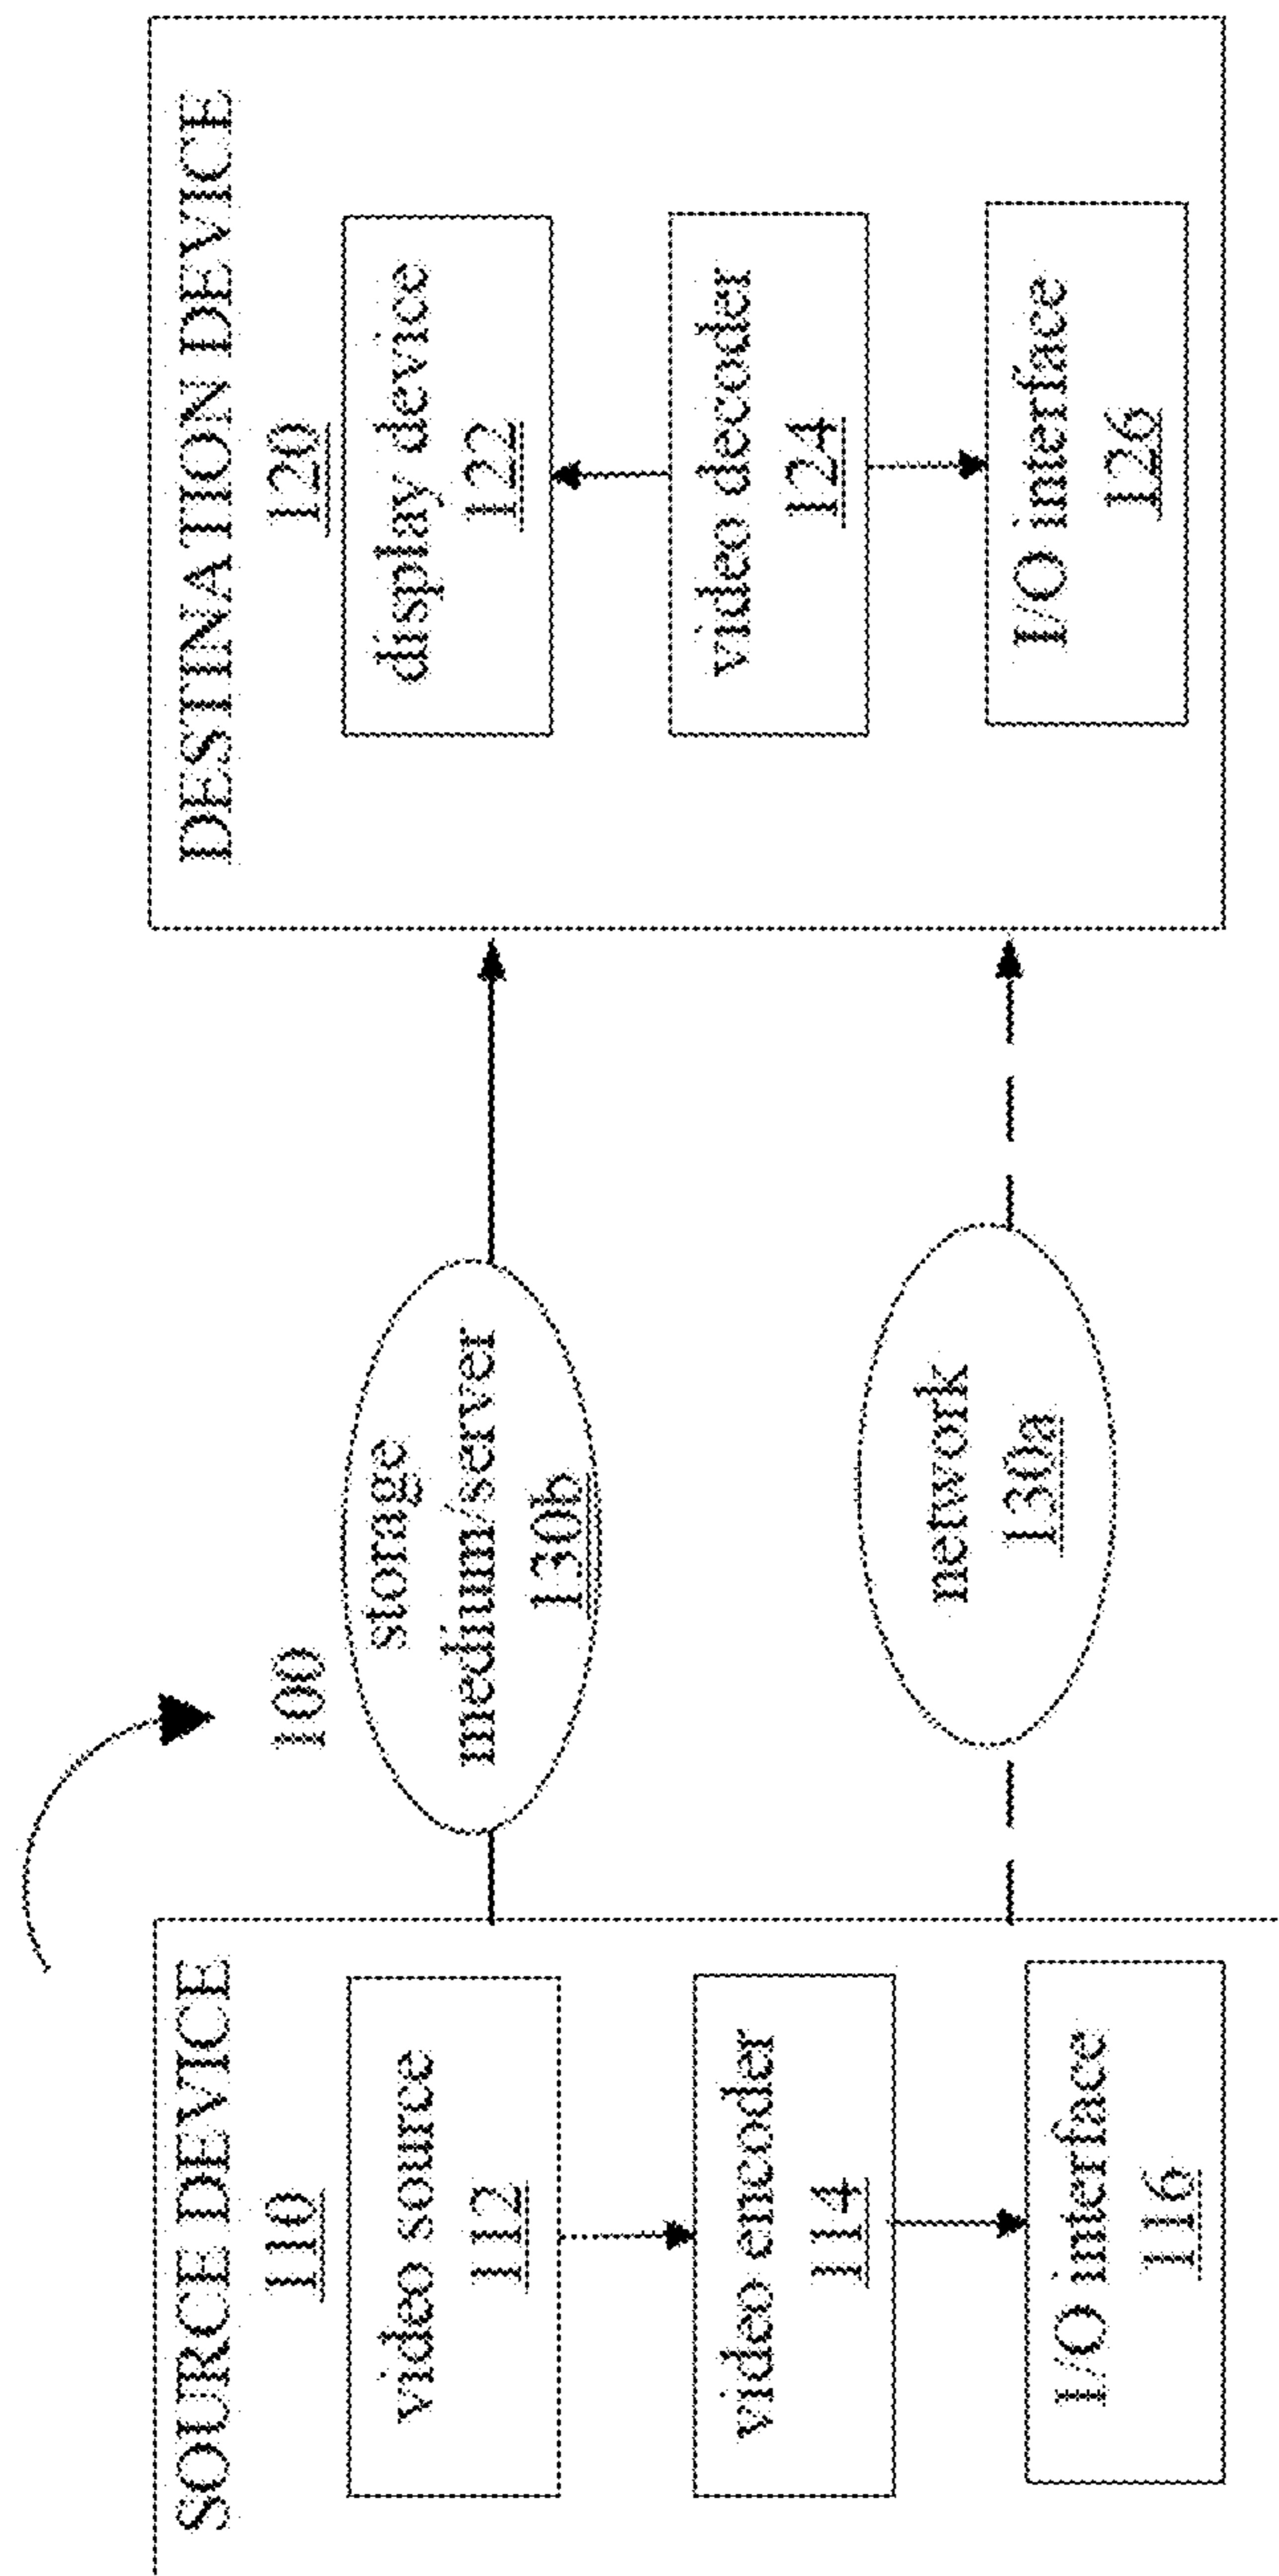 100
SOURCE DEVICE
110
video source
112
video encoder
114
I/O interface
116
storage
medium/server
130b
network
130a
DESTINATION DEVICE
120
display device
122
video decoder
124
I/O interface
126